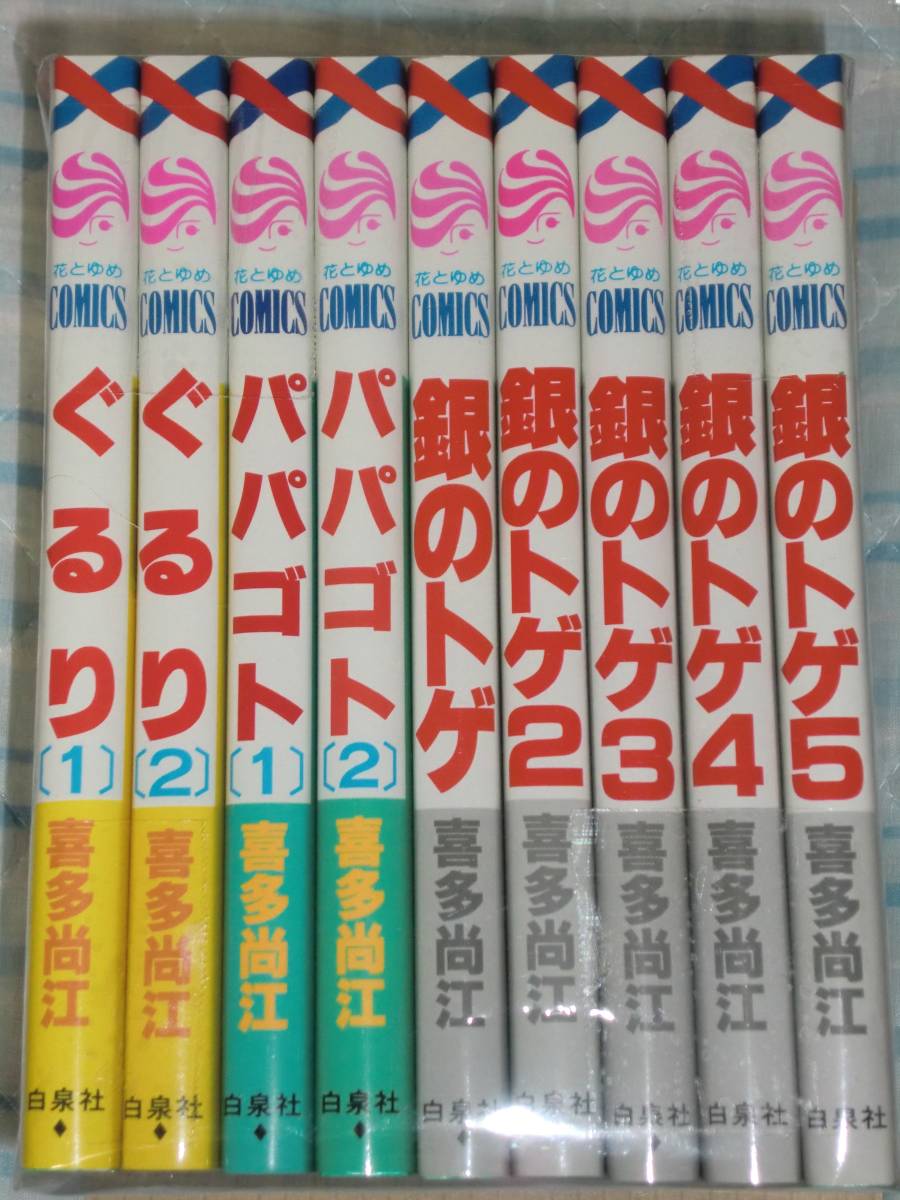 花とゆめ
COMICS
ぐるり
〔1〕
喜多尚江
白泉社
花とゆめ
COMICS
ぐるり
〔2〕
喜多尚江
白泉社
花とゆめ
COMICS
パパゴト
〔1〕
喜多尚江
白泉社
花とゆめ
COMICS
パパゴト
〔2〕
喜多尚江
白泉社
花とゆめ
COMICS
銀のトゲ
喜多尚江
白泉社
花とゆめ
COMICS
銀のトゲ2
喜多尚江
白泉社
花とゆめ
COMICS
銀のトゲ3
喜多尚江
白泉社
花とゆめ
COMICS
銀のトゲ4
喜多尚江
白泉社
花とゆめ
COMICS
銀のトゲ5
喜多尚江
白泉社